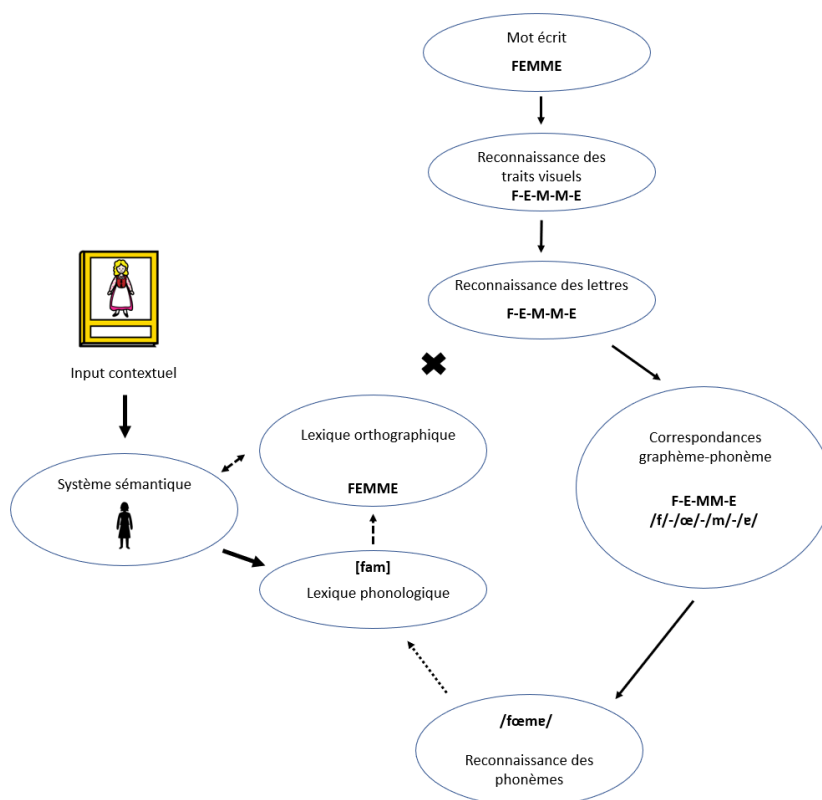 Mot écrit
FEMME
Reconnaissance des
traits visuels
F-E-M-M-E
Reconnaissance des lettres
F-E-M-M-E
Input contextuel
Lexique orthographique
FEMME
Correspondances
graphème-phonème
F-E-MM-E
/f/-/œ/-/m/-/ɐ/
Système sémantique
[fam]
Lexique phonologique
/fœmɐ/
Reconnaissance des
phonèmes